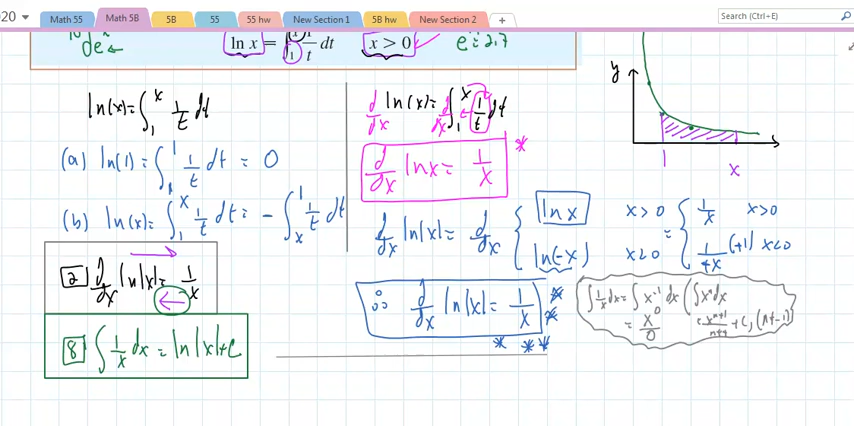 020
Math 55
Math 5B
5B
55
55 hw
New Section 1
5B hw
New Section 2
+
Search (Ctrl+E)
de
ln x = ∫₁ˣ 1/t dt
x > 0
e ≈ 2.7
ln(x) = ∫₁ˣ 1/t dt
(a) ln(1) = ∫₁¹ 1/t dt = 0
(b) ln(x) = ∫₁ˣ 1/t dt = - ∫ₓ¹ 1/t dt
2 d/dx ln|x| = 1/x
8 ∫ 1/x dx = ln|x| + C
d/dx ln(x) = d/dx ∫₁ˣ 1/t dt
d/dx ln x = 1/x *
d/dx ln|x| = d/dx { ln x x>0 = { 1/x x>0
ln(-x) x<0 1/+x (+1) x<0
∴ d/dx ln|x| = 1/x * *
* * *
y
1 x
∫ 1/x dx = ∫ x⁻¹ dx ( ∫ xⁿ dx
= x⁰/0 = xⁿ⁺¹/n+1 + C, (n≠-1)